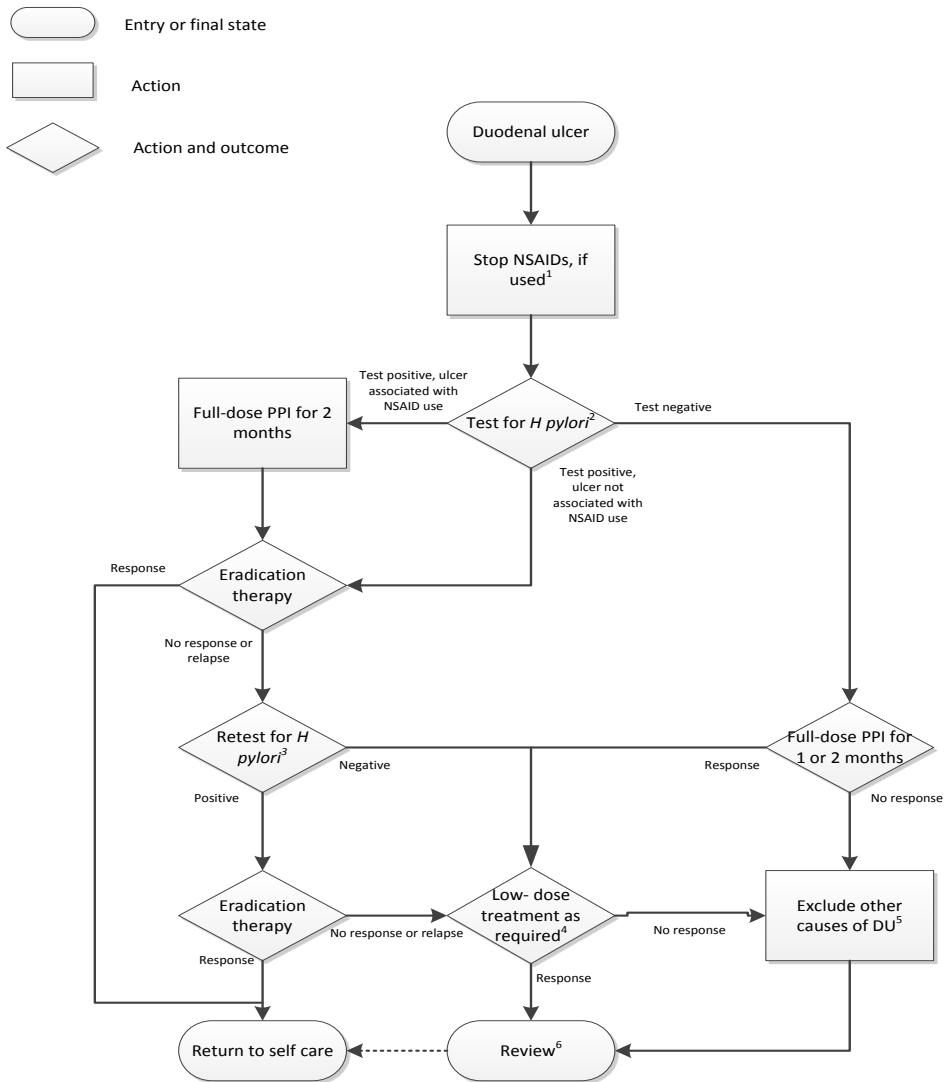 Entry or final state
Action
Action and outcome
Duodenal ulcer
Stop NSAIDs, if
used1
Test positive, ulcer
associated with
NSAID use
Full-dose PPI for 2
months
Test for H pylori2
Test negative
Test positive,
ulcer not
associated with
NSAID use
Response
Eradication
therapy
No response or
relapse
Retest for H
pylori3
Negative
Positive
Response
Full-dose PPI for
1 or 2 months
No response
Eradication
therapy
No response or relapse
Response
Low- dose
treatment as
required4
No response
Response
Exclude other
causes of DU5
Return to self care
Review6